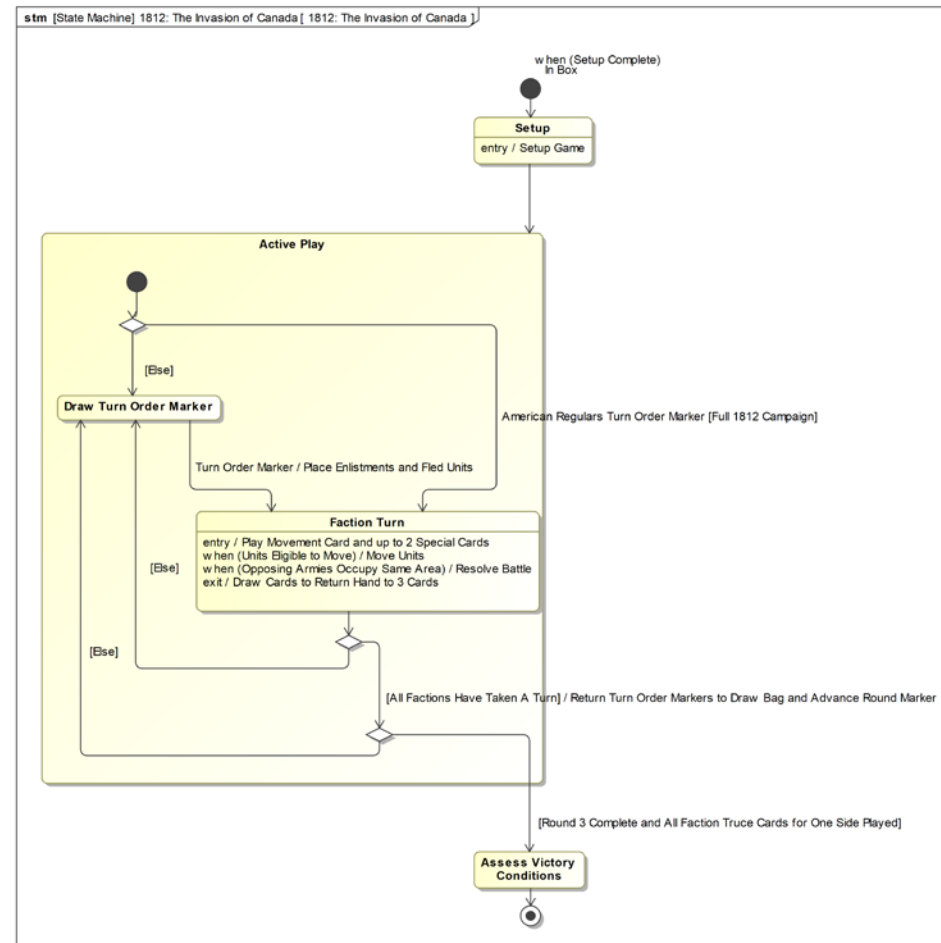 stm [State Machine] 1812: The Invasion of Canada [ 1812: The Invasion of Canada ]
when (Setup Complete)
In Box
Setup
entry / Setup Game
Active Play
[Else]
Draw Turn Order Marker
American Regulars Turn Order Marker [Full 1812 Campaign]
Turn Order Marker / Place Enlistments and Fled Units
Faction Turn
entry / Play Movement Card and up to 2 Special Cards
when (Units Eligible to Move) / Move Units
when (Opposing Armies Occupy Same Area) / Resolve Battle
exit / Draw Cards to Return Hand to 3 Cards
[Else]
[Else]
[All Factions Have Taken A Turn] / Return Turn Order Markers to Draw Bag and Advance Round Marker
[Round 3 Complete and All Faction Truce Cards for One Side Played]
Assess Victory
Conditions